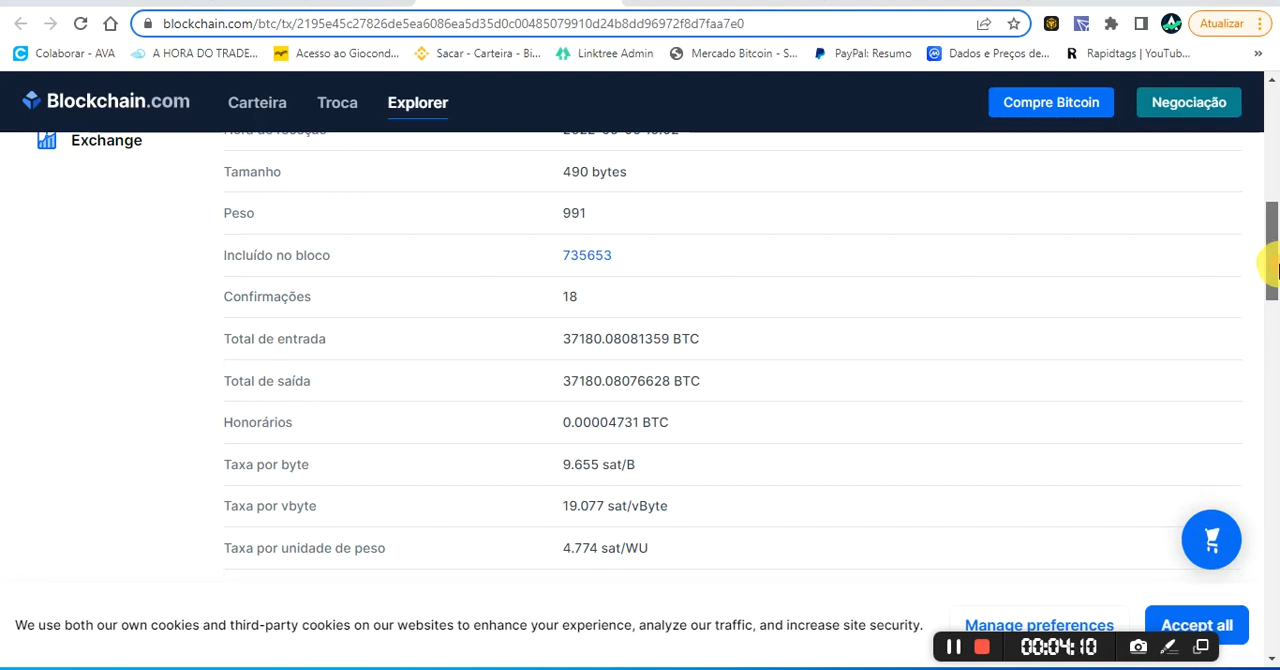 blockchain.com/btc/tx/2195e45c27826de5ea6086ea5d35d0c00485079910d24b8dd96972f8d7faa7e0
Atualizar
Colaborar - AVA
A HORA DO TRADE...
Acesso ao Giocond...
Sacar - Carteira - Bi...
Linktree Admin
Mercado Bitcoin - S...
PayPal: Resumo
Dados e Preços de...
R Rapidtags | YouTub...
»
Blockchain.com
Carteira
Troca
Explorer
Compre Bitcoin
Negociação
Exchange
Tamanho 490 bytes
Peso 991
Incluído no bloco 735653
Confirmações 18
Total de entrada 37180.08081359 BTC
Total de saída 37180.08076628 BTC
Honorários 0.00004731 BTC
Taxa por byte 9.655 sat/B
Taxa por vbyte 19.077 sat/vByte
Taxa por unidade de peso 4.774 sat/WU
We use both our own cookies and third-party cookies on our websites to enhance your experience, analyze our traffic, and increase site security.
Manage preferences
Accept all
00:04:10